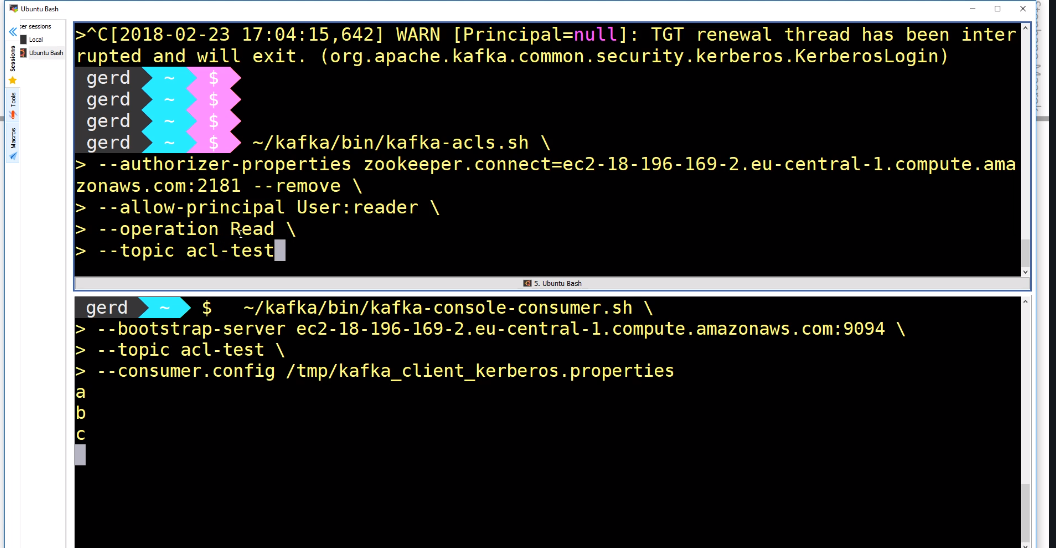 Ubuntu Bash
er sessions
Local
Ubuntu Bash
Sessions
Tools
Macros
>^C[2018-02-23 17:04:15,642] WARN [Principal=null]: TGT renewal thread has been inter
rupted and will exit. (org.apache.kafka.common.security.kerberos.KerberosLogin)
gerd ~ $
gerd ~ $
gerd ~ $
gerd ~ $ ~/kafka/bin/kafka-acls.sh \
> --authorizer-properties zookeeper.connect=ec2-18-196-169-2.eu-central-1.compute.ama
zonaws.com:2181 --remove \
> --allow-principal User:reader \
> --operation Read \
> --topic acl-test
5. Ubuntu Bash
gerd ~ $ ~/kafka/bin/kafka-console-consumer.sh \
> --bootstrap-server ec2-18-196-169-2.eu-central-1.compute.amazonaws.com:9094 \
> --topic acl-test \
> --consumer.config /tmp/kafka_client_kerberos.properties
a
b
c